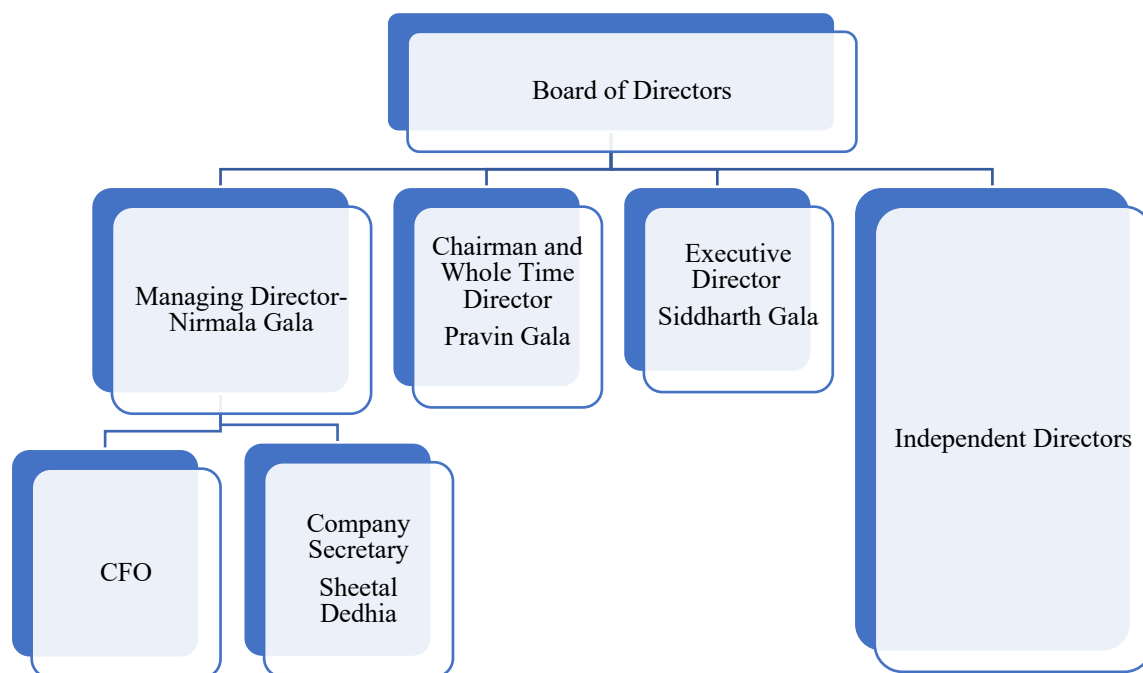 Board of Directors
Managing Director-
Nirmala Gala
Chairman and
Whole Time
Director
Pravin Gala
Executive
Director
Siddharth Gala
Independent Directors
CFO
Company
Secretary
Sheetal
Dedhia